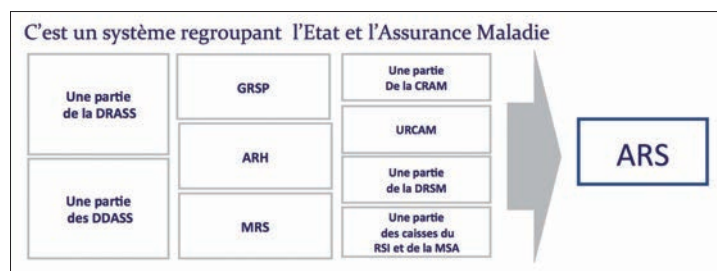 C'est un système regroupant l'Etat et l'Assurance Maladie
Une partie
de la DRASS
Une partie
des DDASS
GRSP
ARH
MRS
Une partie
De la CRAM
URCAM
Une partie
de la DRSM
Une partie
des caisses du
RSI et de la MSA
ARS